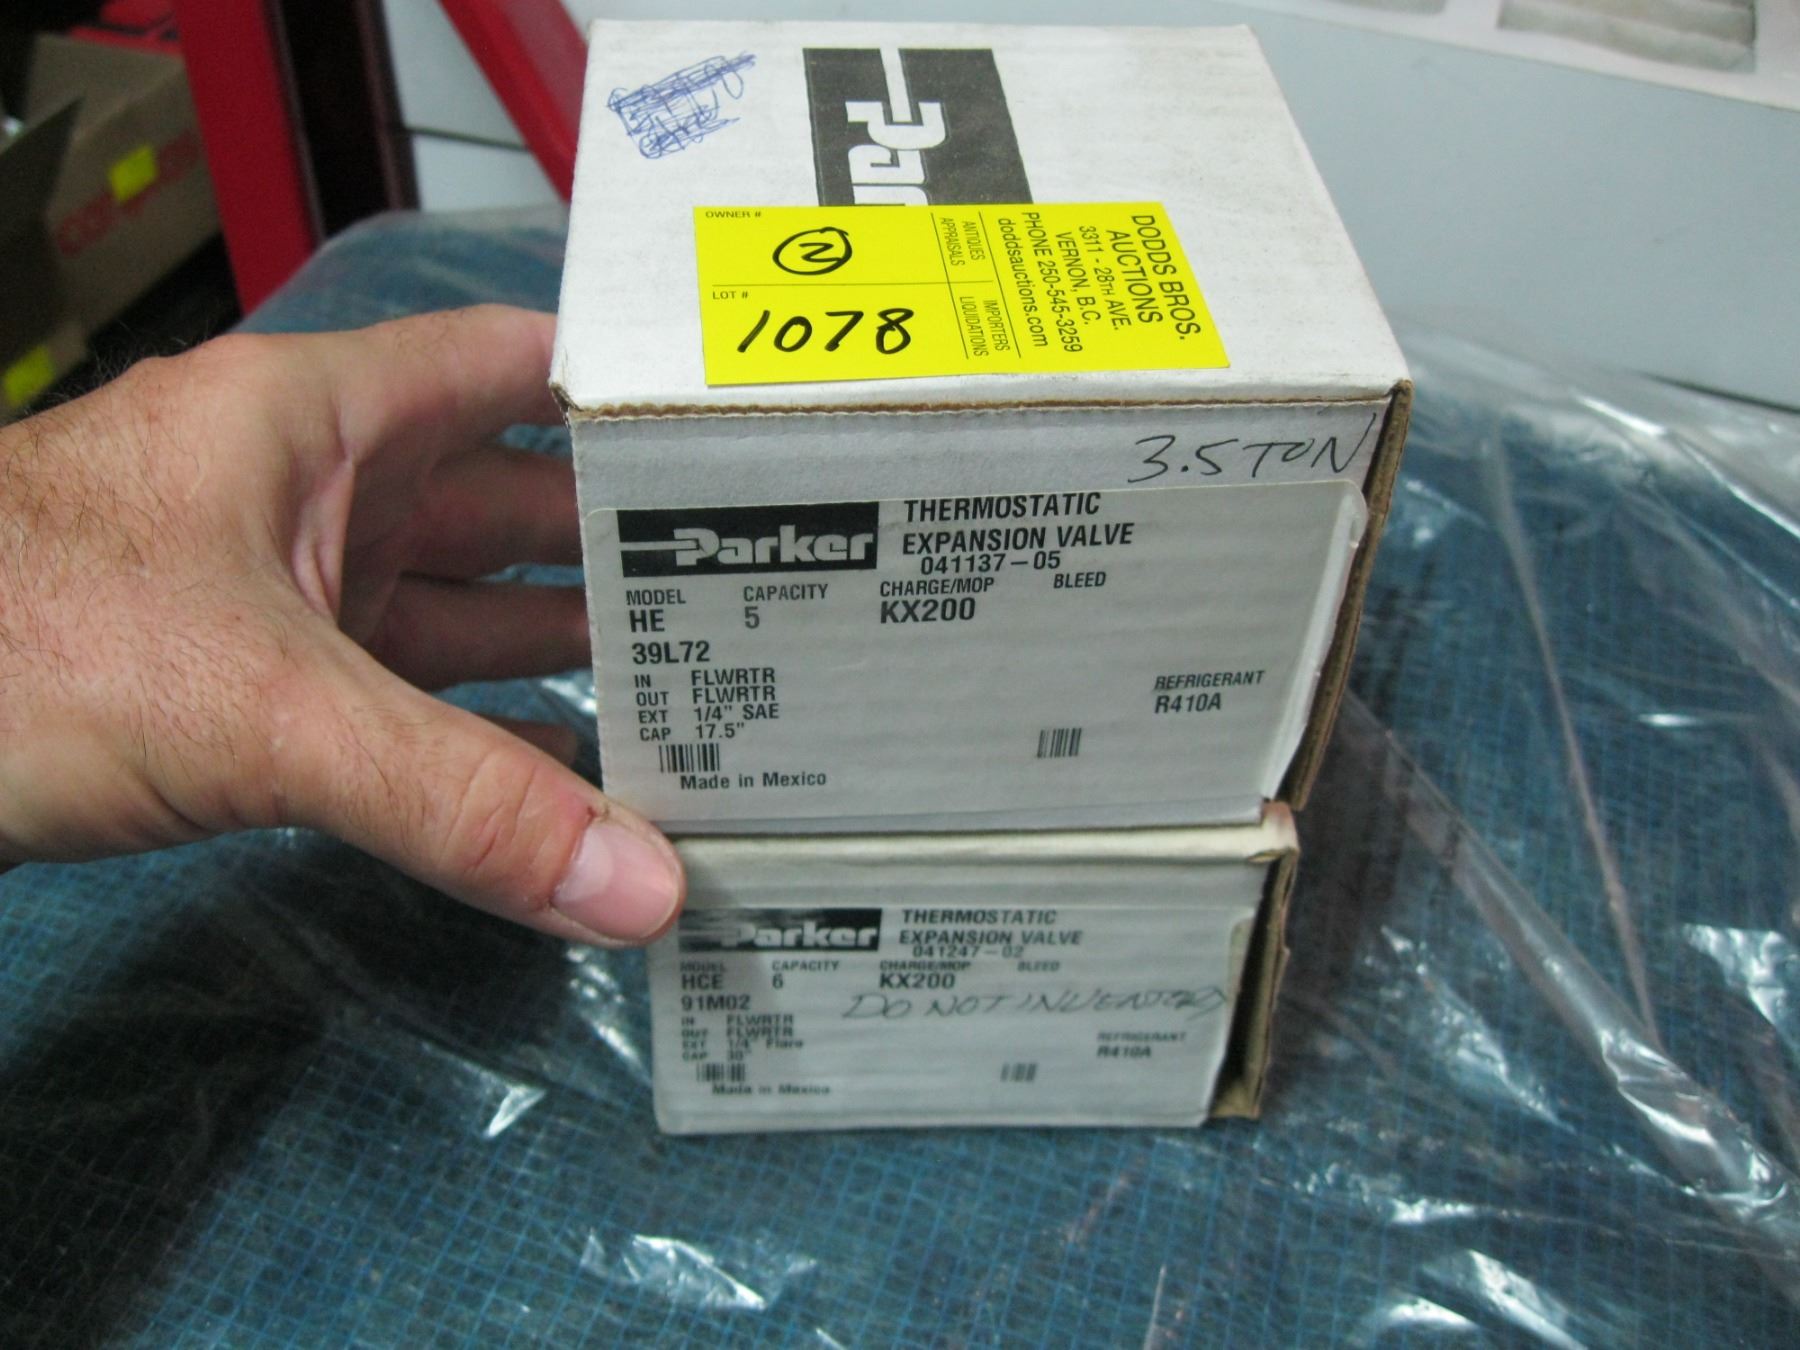 Par
OWNER #
N
LOT #
1078
ANTIQUES
APPRAISALS
IMPORTERS
LIQUIDATIONS
DODDS BROS.
AUCTIONS
3311 - 28TH AVE.
VERNON, B.C.
PHONE 250-545-3259
doddsauctions.com
3.5 TON
Parker
THERMOSTATIC
EXPANSION VALVE
041137-05
MODEL CAPACITY CHARGE/MOP BLEED
HE 5 KX200
39L72
IN FLWRTR
OUT FLWRTR
EXT 1/4" SAE
CAP 17.5"
REFRIGERANT
R410A
Made in Mexico
Parker
THERMOSTATIC
EXPANSION VALVE
041247-02
MODEL CAPACITY CHARGE/MOP BLEED
HCE 6 KX200
91M02
DO NOT INVENTORY
IN FLWRTR
OUT FLWRTR
EXT 1/4" Flare
CAP 30"
REFRIGERANT
R410A
Made in Mexico